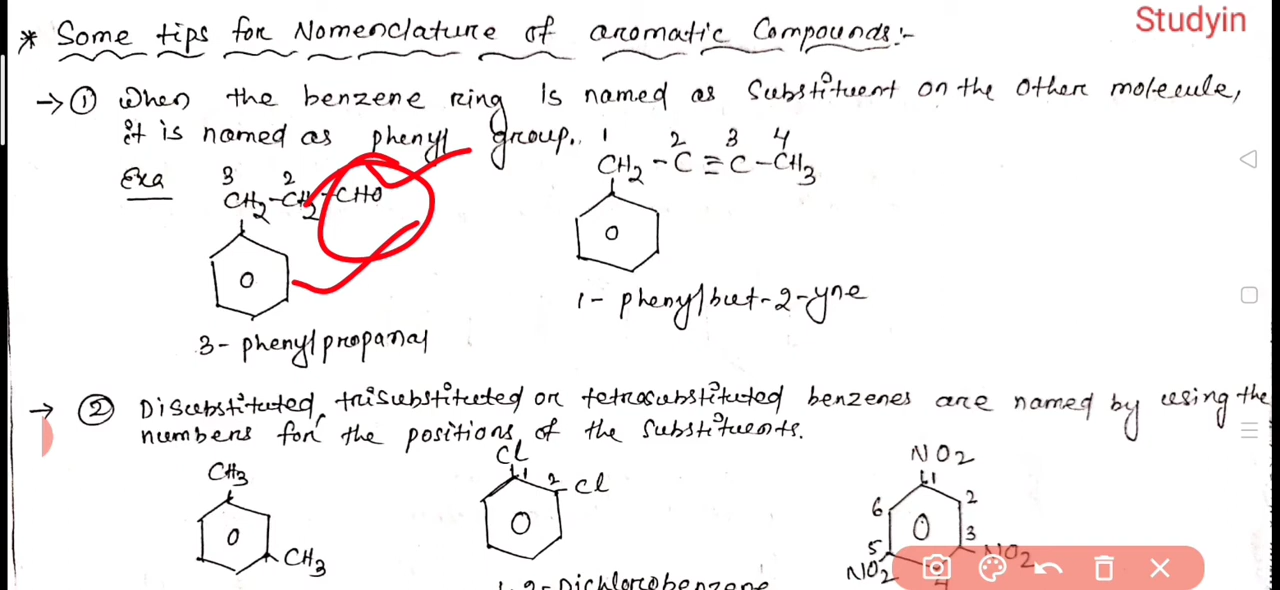 Studyin
* Some tips for Nomenclature of aromatic Compounds:-
→ ① When the benzene ring is named as Substituent on the other molecule,
it is named as phenyl group.
Exa
3 2
CH2-CH2-CHO
O
3-phenylpropanal
1 2 3 4
CH2-C≡C-CH3
O
1-phenylbut-2-yne
→ ② Disubstituted, trisubstituted or tetrasubstituted benzenes are named by using the
numbers for the positions of the substituents.
CH3
O
CH3
Cl
1
2 Cl
O
1,2-Dichlorobenzene
NO2
1
6 2
O
5 3
NO2 NO2
4